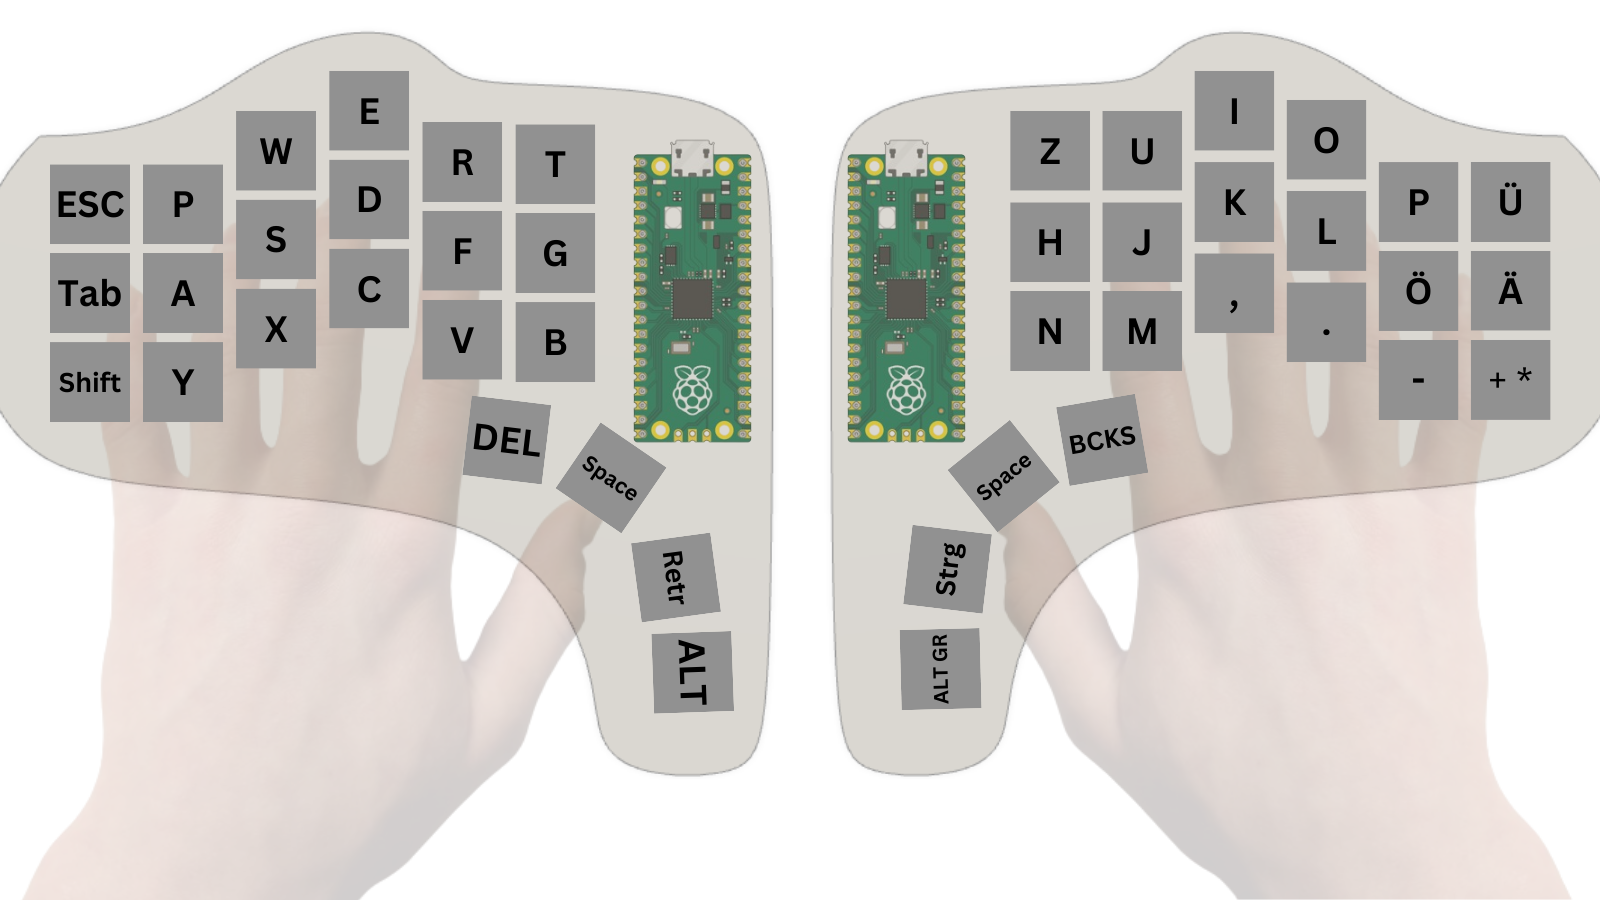 ESC P W E R T
Tab A S D F G
Shift Y X C V B
DEL Space
Retr
ALT
Z U I O P Ü
H J K L Ö Ä
N M , . - + *
Space BCKS
Strg
ALT GR